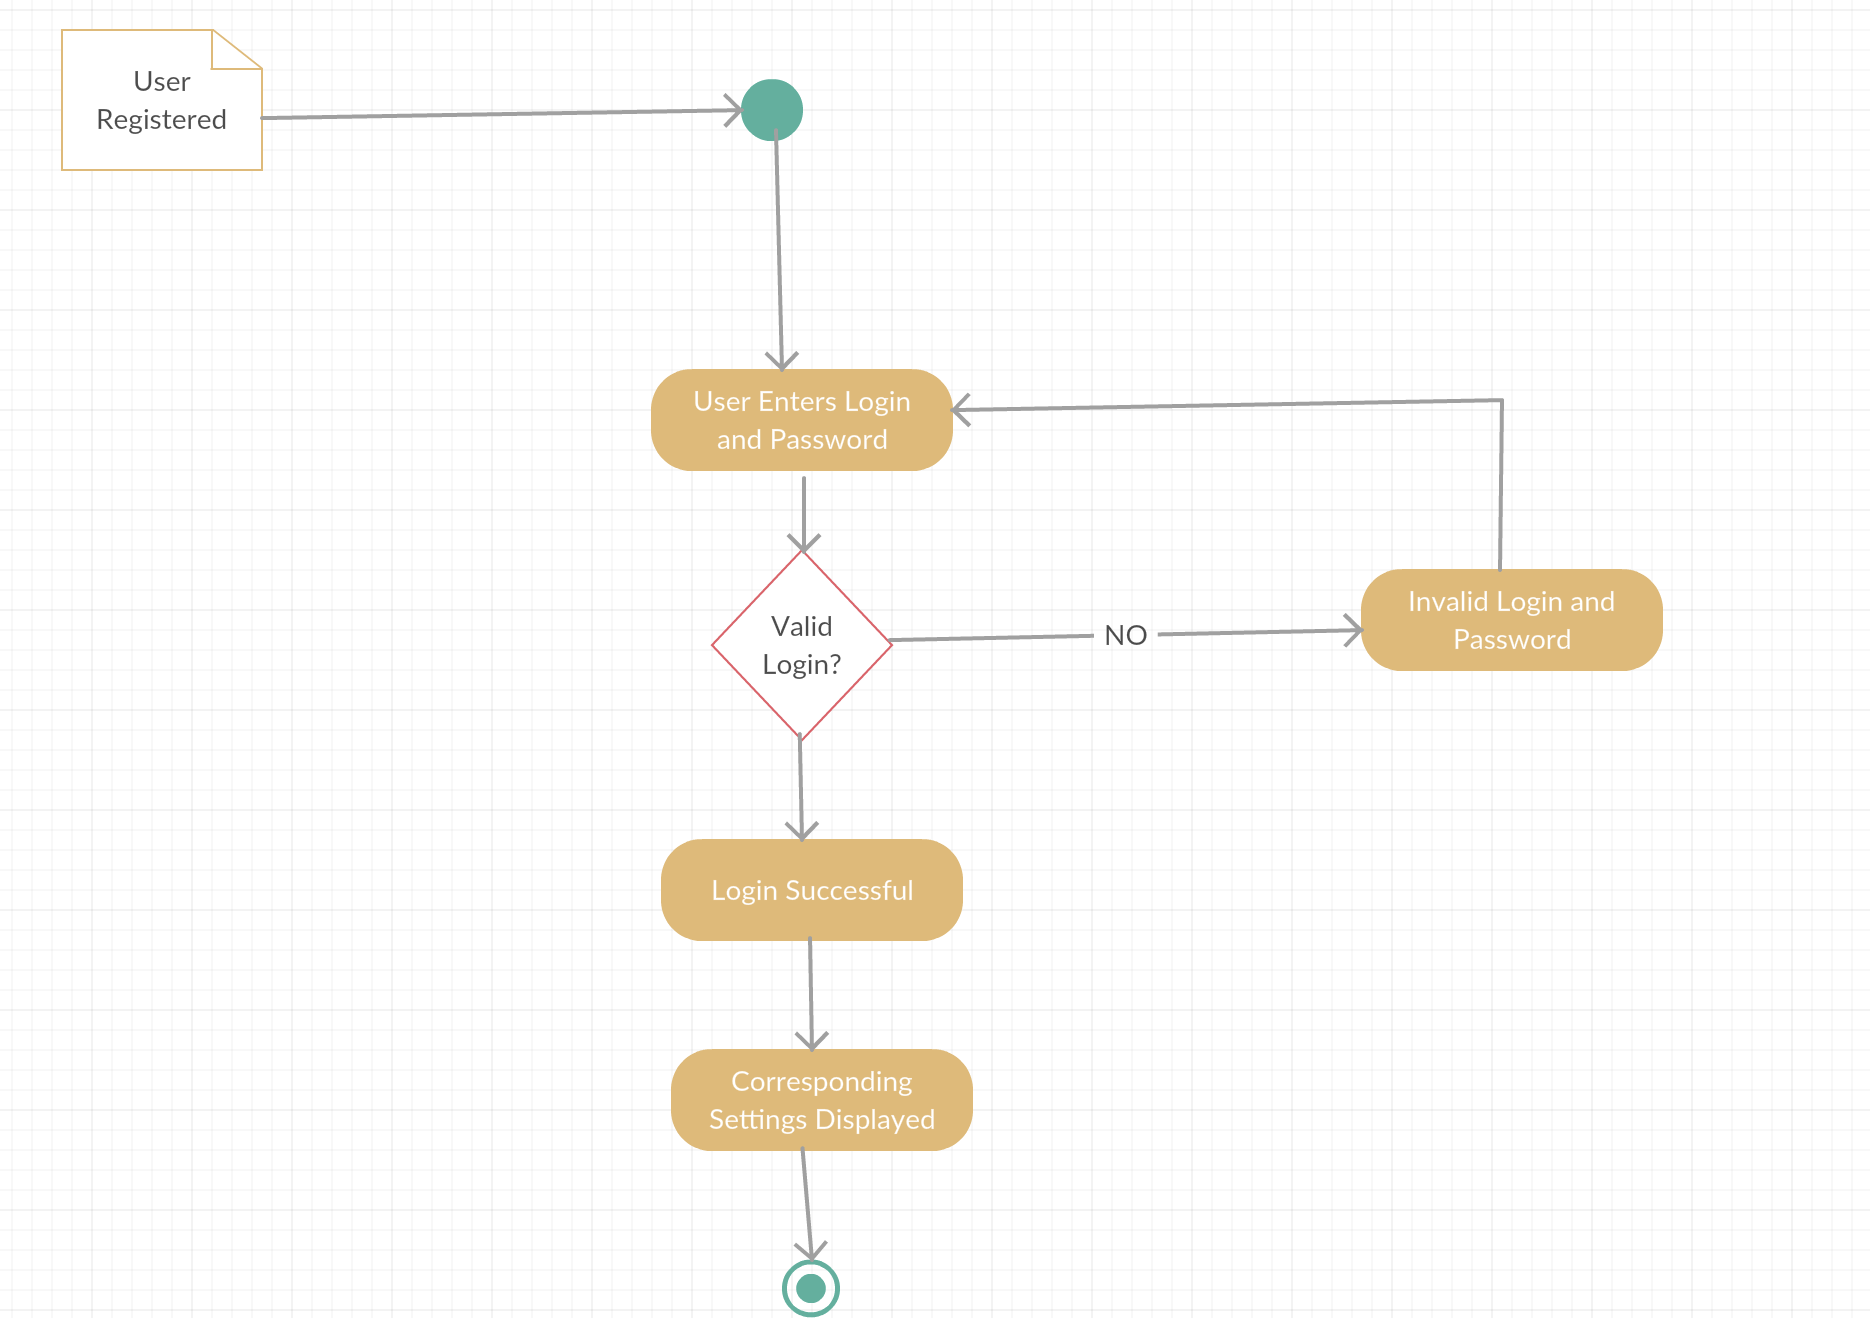 User
Registered
User Enters Login
and Password
Valid
Login?
NO
Invalid Login and
Password
Login Successful
Corresponding
Settings Displayed